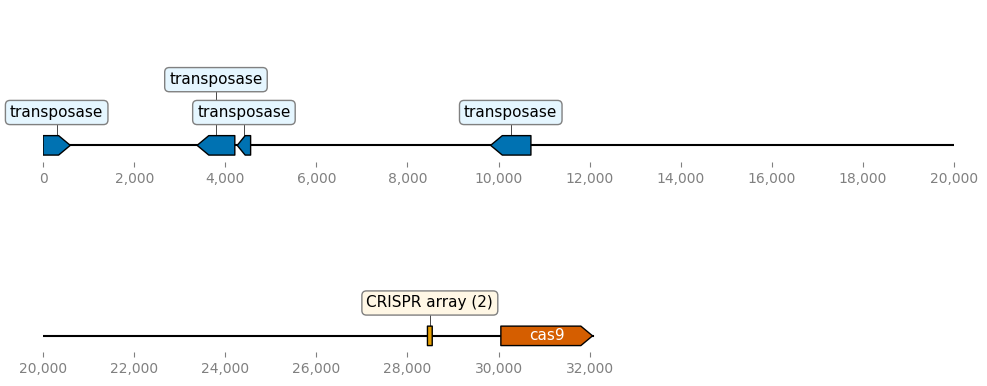 transposase
transposase transposase transposase
0 2,000 4,000 6,000 8,000 10,000 12,000 14,000 16,000 18,000 20,000
CRISPR array (2)
cas9
20,000 22,000 24,000 26,000 28,000 30,000 32,000